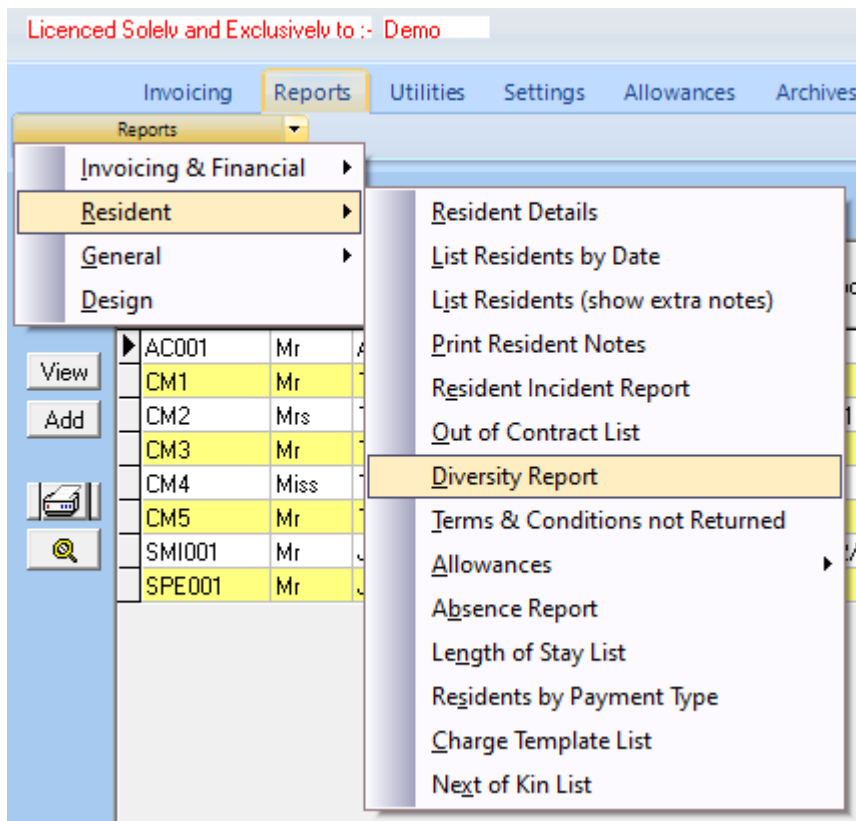 Licenced Solely and Exclusively to :- Demo
Invoicing Reports Utilities Settings Allowances Archives
Reports
Invoicing & Financial
Resident
General
Design
Resident Details
List Residents by Date
List Residents (show extra notes)
Print Resident Notes
Resident Incident Report
Out of Contract List
Diversity Report
Terms & Conditions not Returned
Allowances
Absence Report
Length of Stay List
Residents by Payment Type
Charge Template List
Next of Kin List
View
Add
AC001 Mr
CM1 Mr
CM2 Mrs
CM3 Mr
CM4 Miss
CM5 Mr
SMI001 Mr
SPE001 Mr